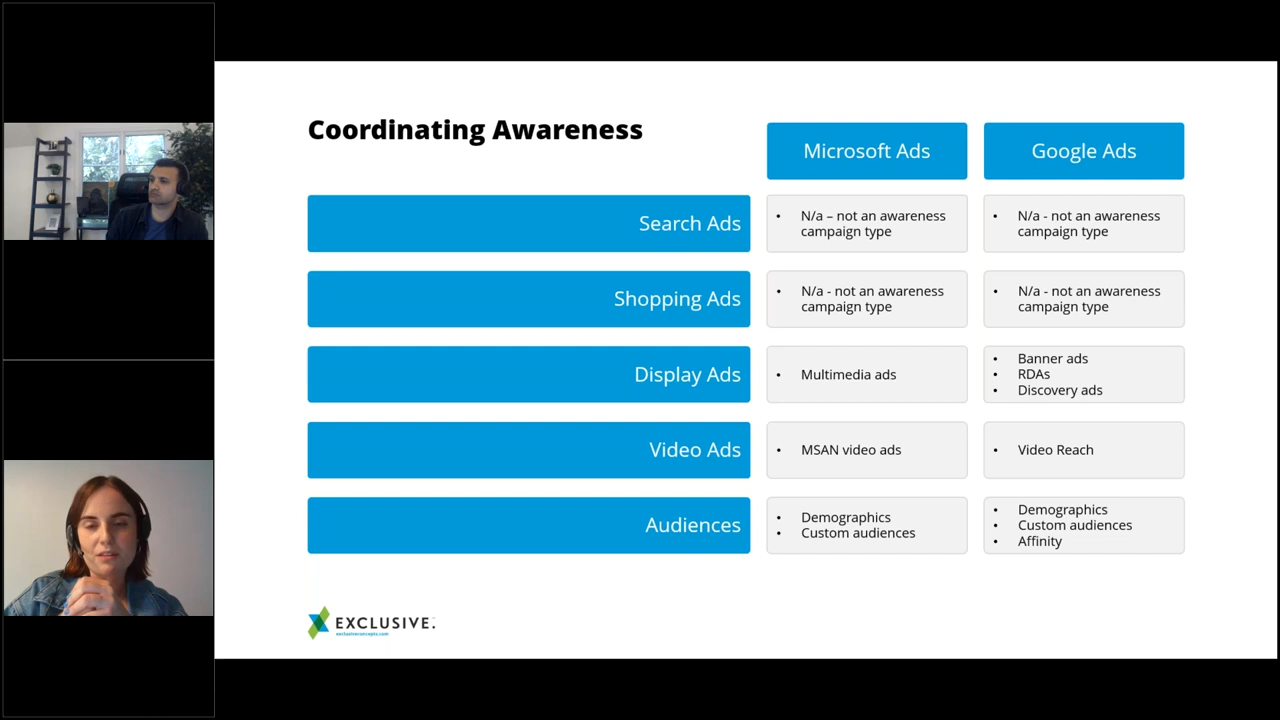 Coordinating Awareness
Microsoft Ads
Google Ads
Search Ads
• N/a – not an awareness
campaign type
• N/a - not an awareness
campaign type
Shopping Ads
• N/a - not an awareness
campaign type
• N/a - not an awareness
campaign type
Display Ads
• Multimedia ads
• Banner ads
• RDAs
• Discovery ads
Video Ads
• MSAN video ads
• Video Reach
Audiences
• Demographics
• Custom audiences
• Demographics
• Custom audiences
• Affinity
EXCLUSIVE.
exclusiveconcepts.com